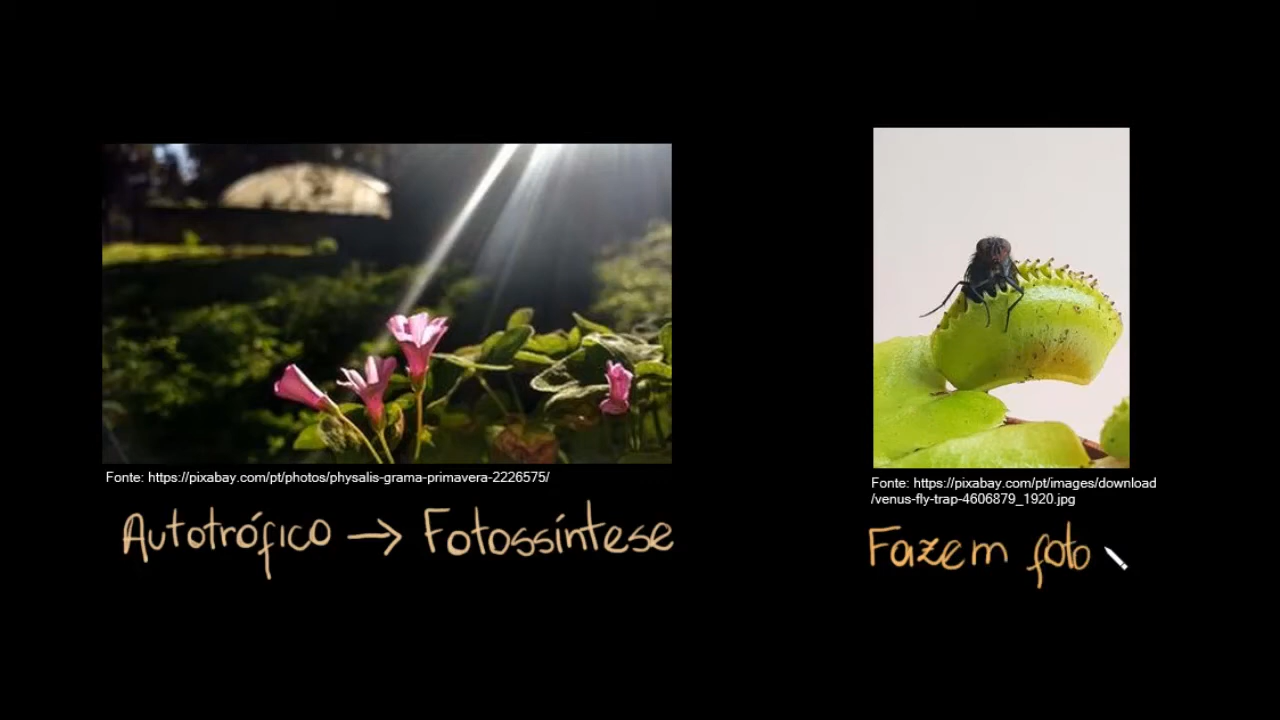 Fonte: https://pixabay.com/pt/photos/physalis-grama-primavera-2226575/
Autotrófico → Fotossíntese
Fonte: https://pixabay.com/pt/images/download
/venus-fly-trap-4606879_1920.jpg
Fazem foto